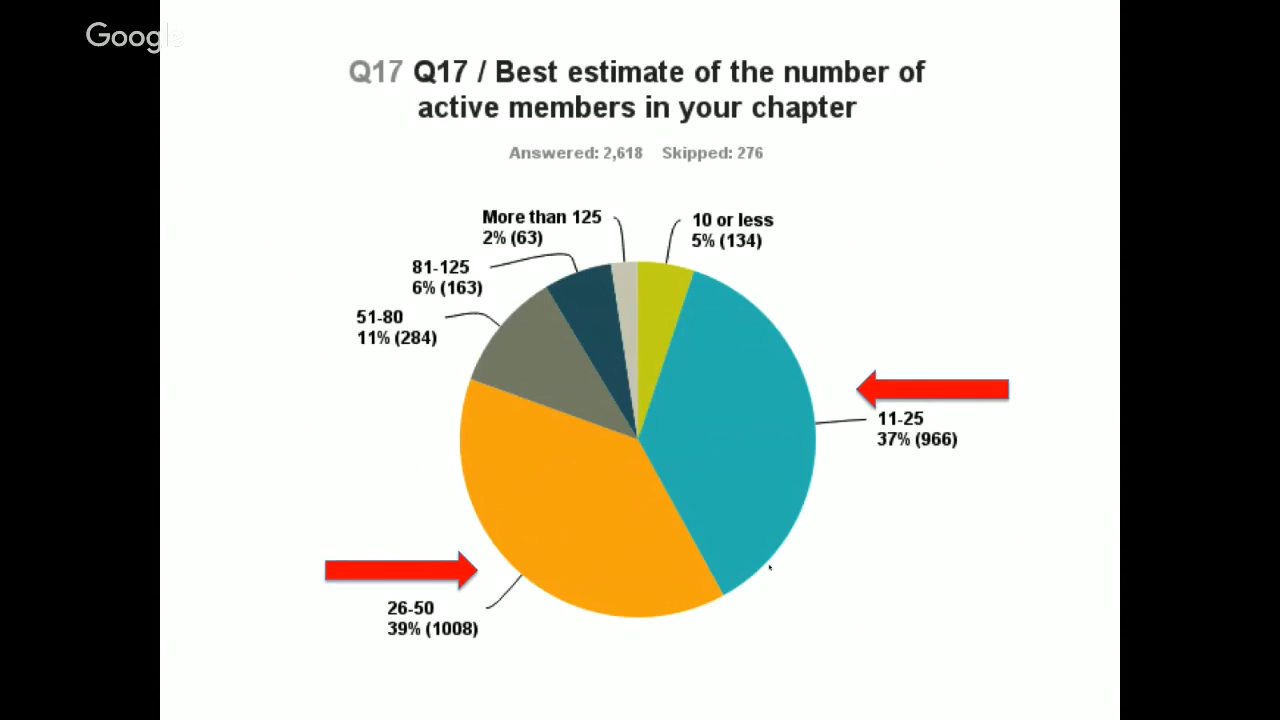 Google
Q17 Q17 / Best estimate of the number of
active members in your chapter
Answered: 2,618 Skipped: 276
More than 125
2% (63)
10 or less
5% (134)
81-125
6% (163)
51-80
11% (284)
11-25
37% (966)
26-50
39% (1008)